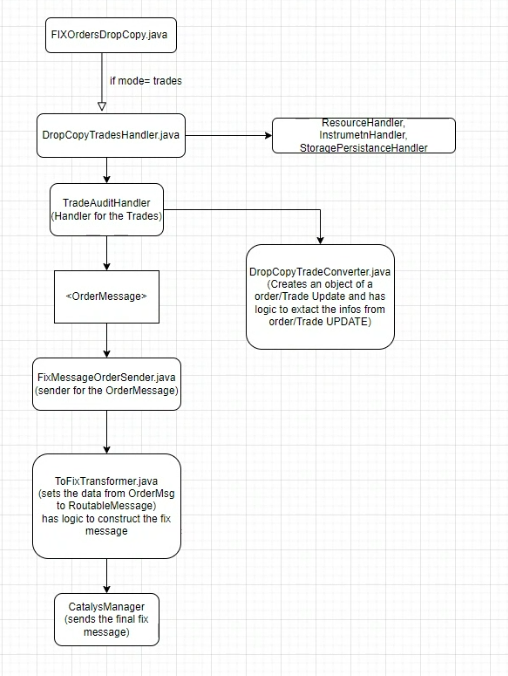 FIXOrdersDropCopy.java
if mode= trades
DropCopyTradesHandler.java
ResourceHandler,
InstrumetnHandler,
StoragePersistanceHandler
TradeAuditHandler
(Handler for the Trades)
DropCopyTradeConverter.java
(Creates an object of a
order/Trade Update and has
logic to extact the infos from
order/Trade UPDATE)
<OrderMessage>
FixMessageOrderSender.java
(sender for the OrderMessage)
ToFixTransformer.java
(sets the data from OrderMsg
to RoutableMessage)
has logic to construct the fix
message
CatalysManager
(sends the final fix
message)